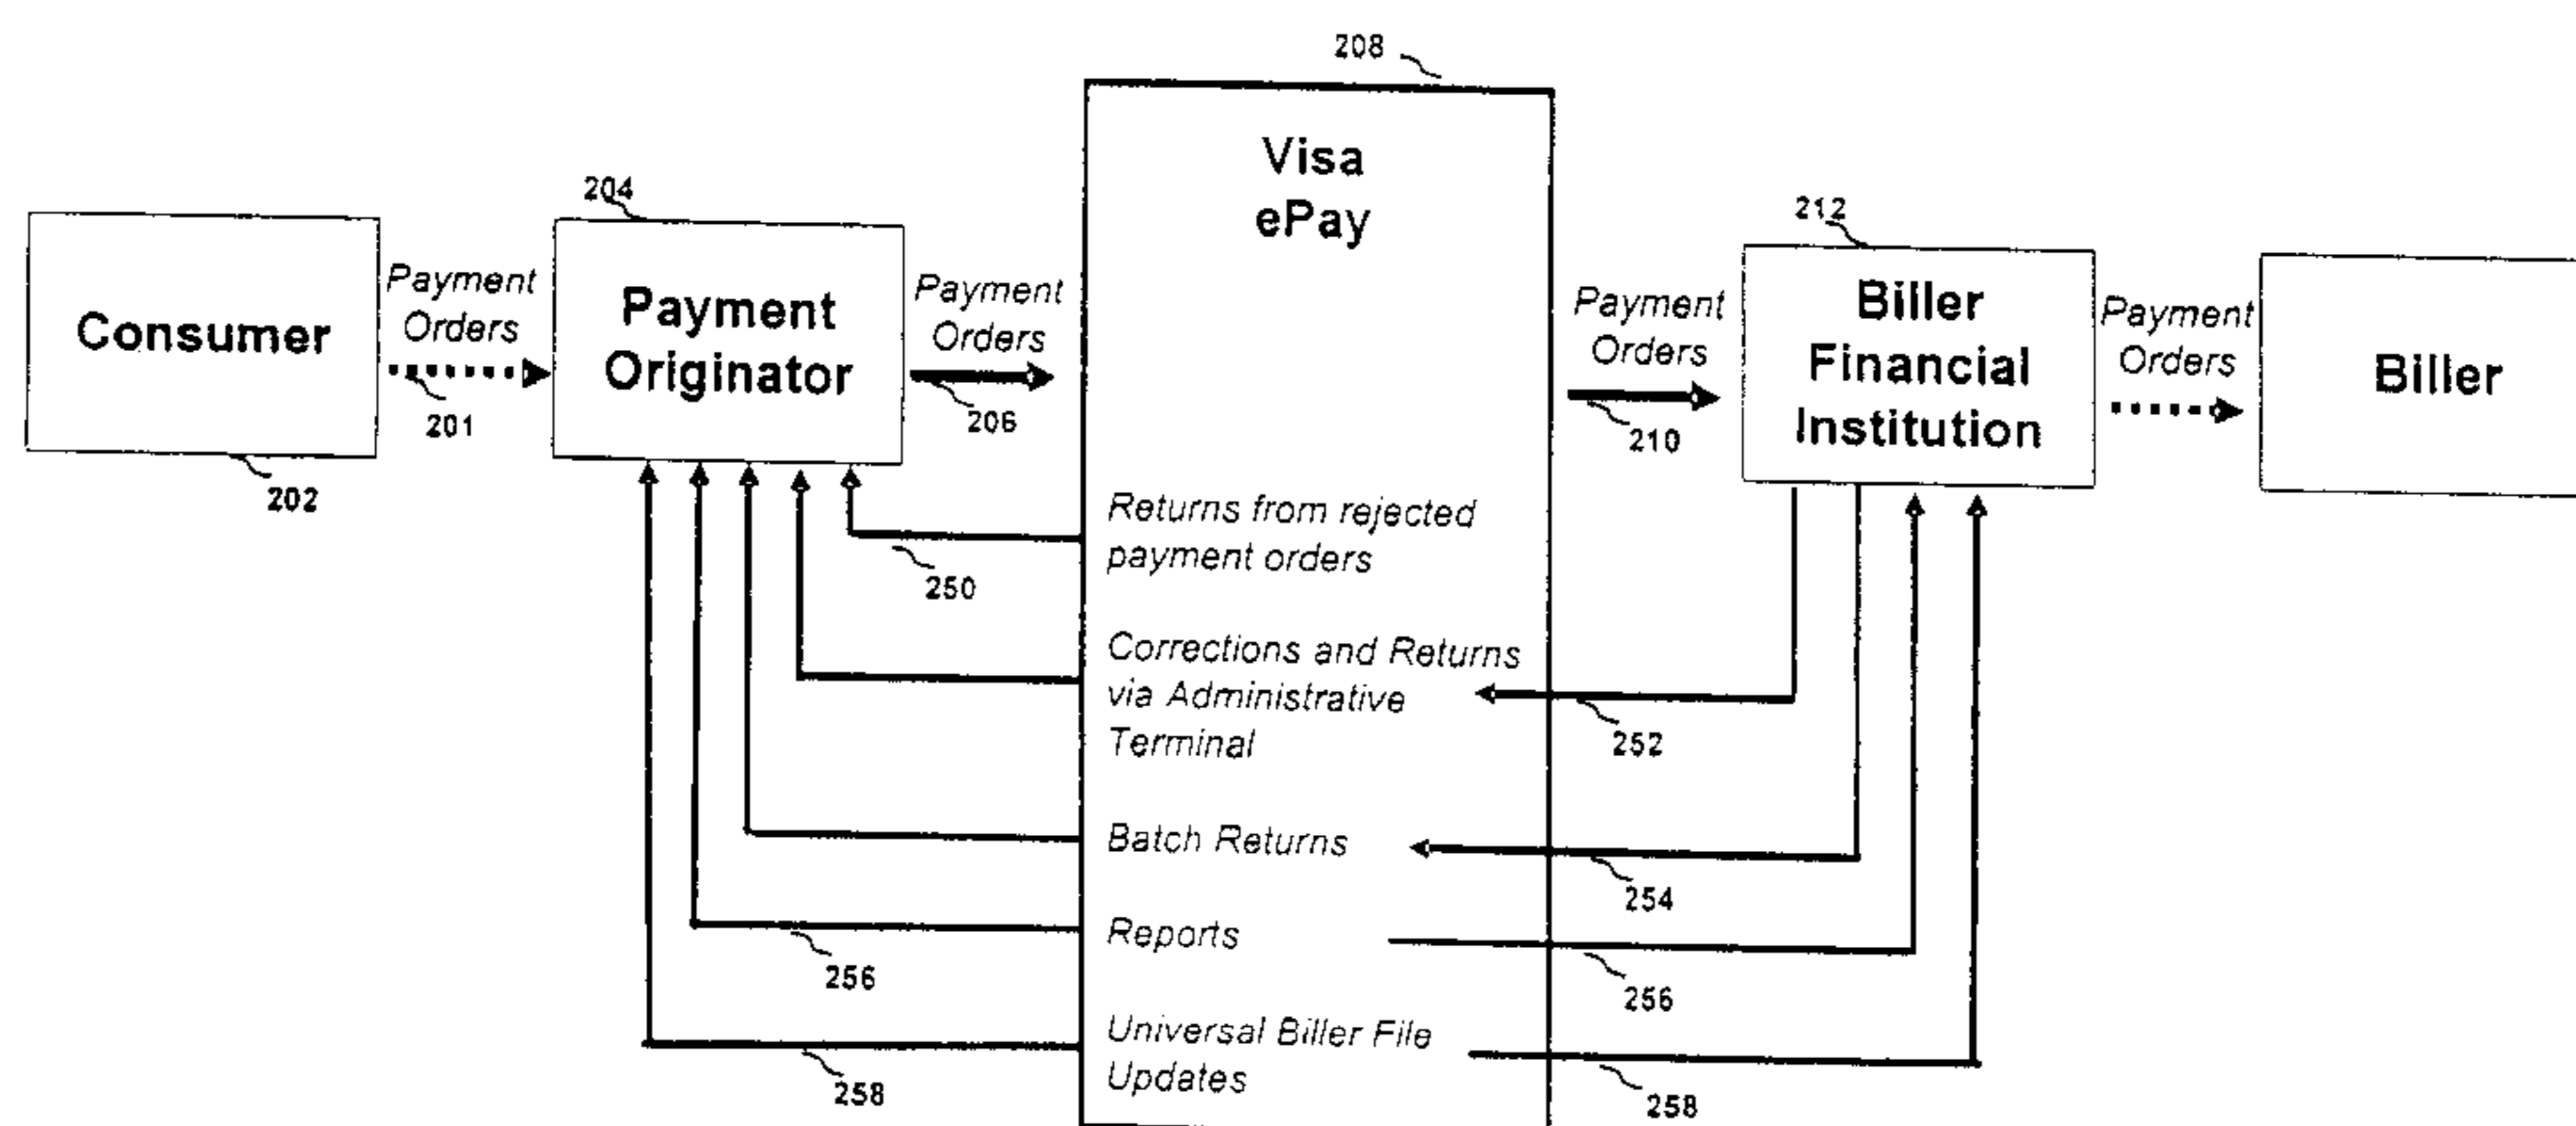 208
Visa
ePay
204
212
Consumer
Payment
Orders
201
202
Payment
Originator
Payment
Orders
206
Payment
Orders
210
Biller
Financial
Institution
Payment
Orders
Biller
Returns from rejected
payment orders
250
Corrections and Returns
via Administrative
Terminal
252
Batch Returns
254
Reports
256
256
Universal Biller File
Updates
258
258